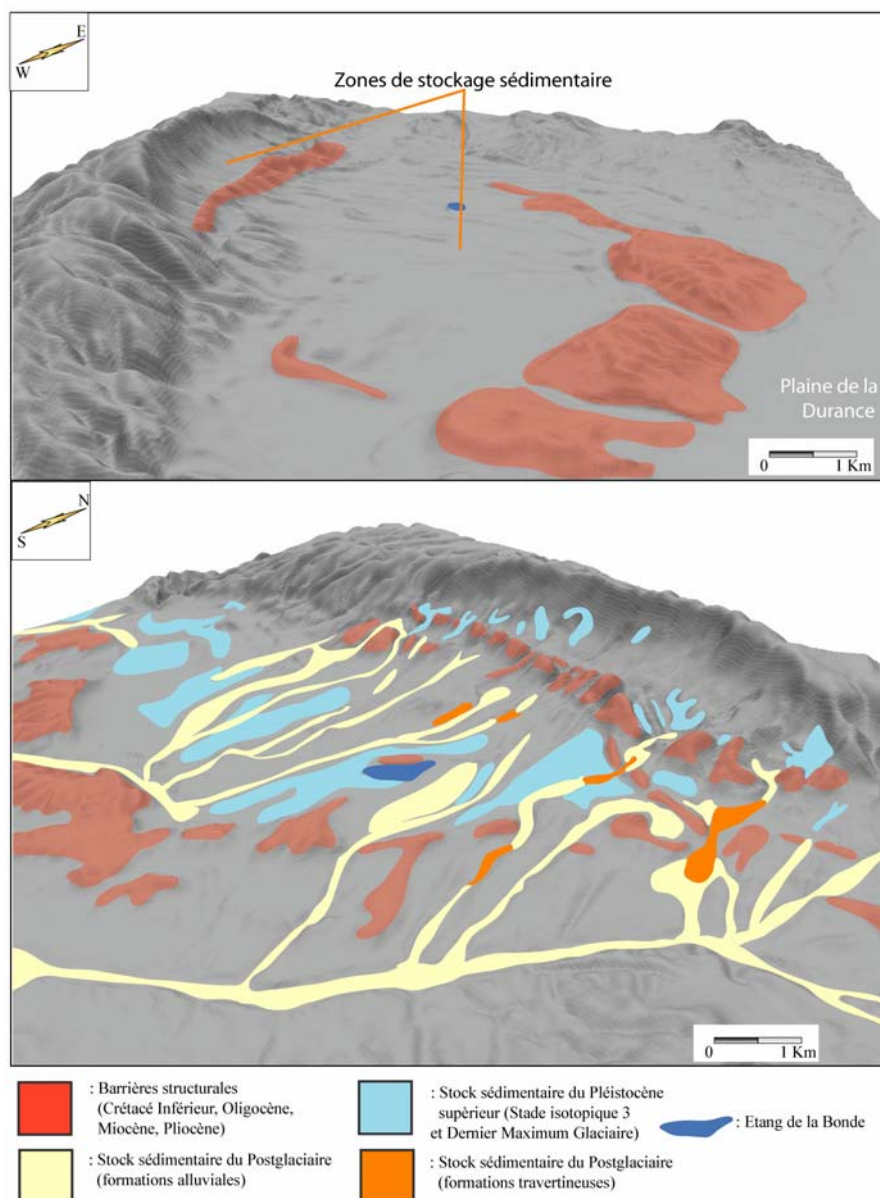 E
W
Zones de stockage sédimentaire
Plaine de la
Durance
0 1 Km
N
S
0 1 Km
: Barrières structurales
(Crétacé Inférieur, Oligocène,
Miocène, Pliocène)
: Stock sédimentaire du Pléistocène
supèrieur (Stade isotopique 3
et Dernier Maximum Glaciaire)
: Etang de la Bonde
: Stock sédimentaire du Postglaciaire
(formations alluviales)
: Stock sédimentaire du Postglaciaire
(formations travertineuses)